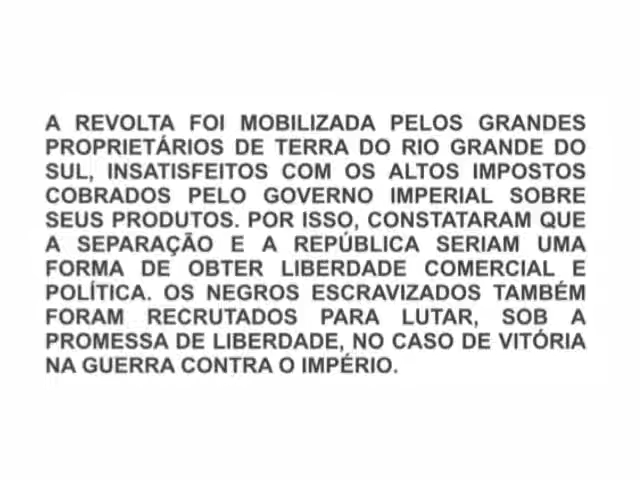 A REVOLTA FOI MOBILIZADA PELOS GRANDES
PROPRIETÁRIOS DE TERRA DO RIO GRANDE DO
SUL, INSATISFEITOS COM OS ALTOS IMPOSTOS
COBRADOS PELO GOVERNO IMPERIAL SOBRE
SEUS PRODUTOS. POR ISSO, CONSTATARAM QUE
A SEPARAÇÃO E A REPÚBLICA SERIAM UMA
FORMA DE OBTER LIBERDADE COMERCIAL E
POLÍTICA. OS NEGROS ESCRAVIZADOS TAMBÉM
FORAM RECRUTADOS PARA LUTAR, SOB A
PROMESSA DE LIBERDADE, NO CASO DE VITÓRIA
NA GUERRA CONTRA O IMPÉRIO.